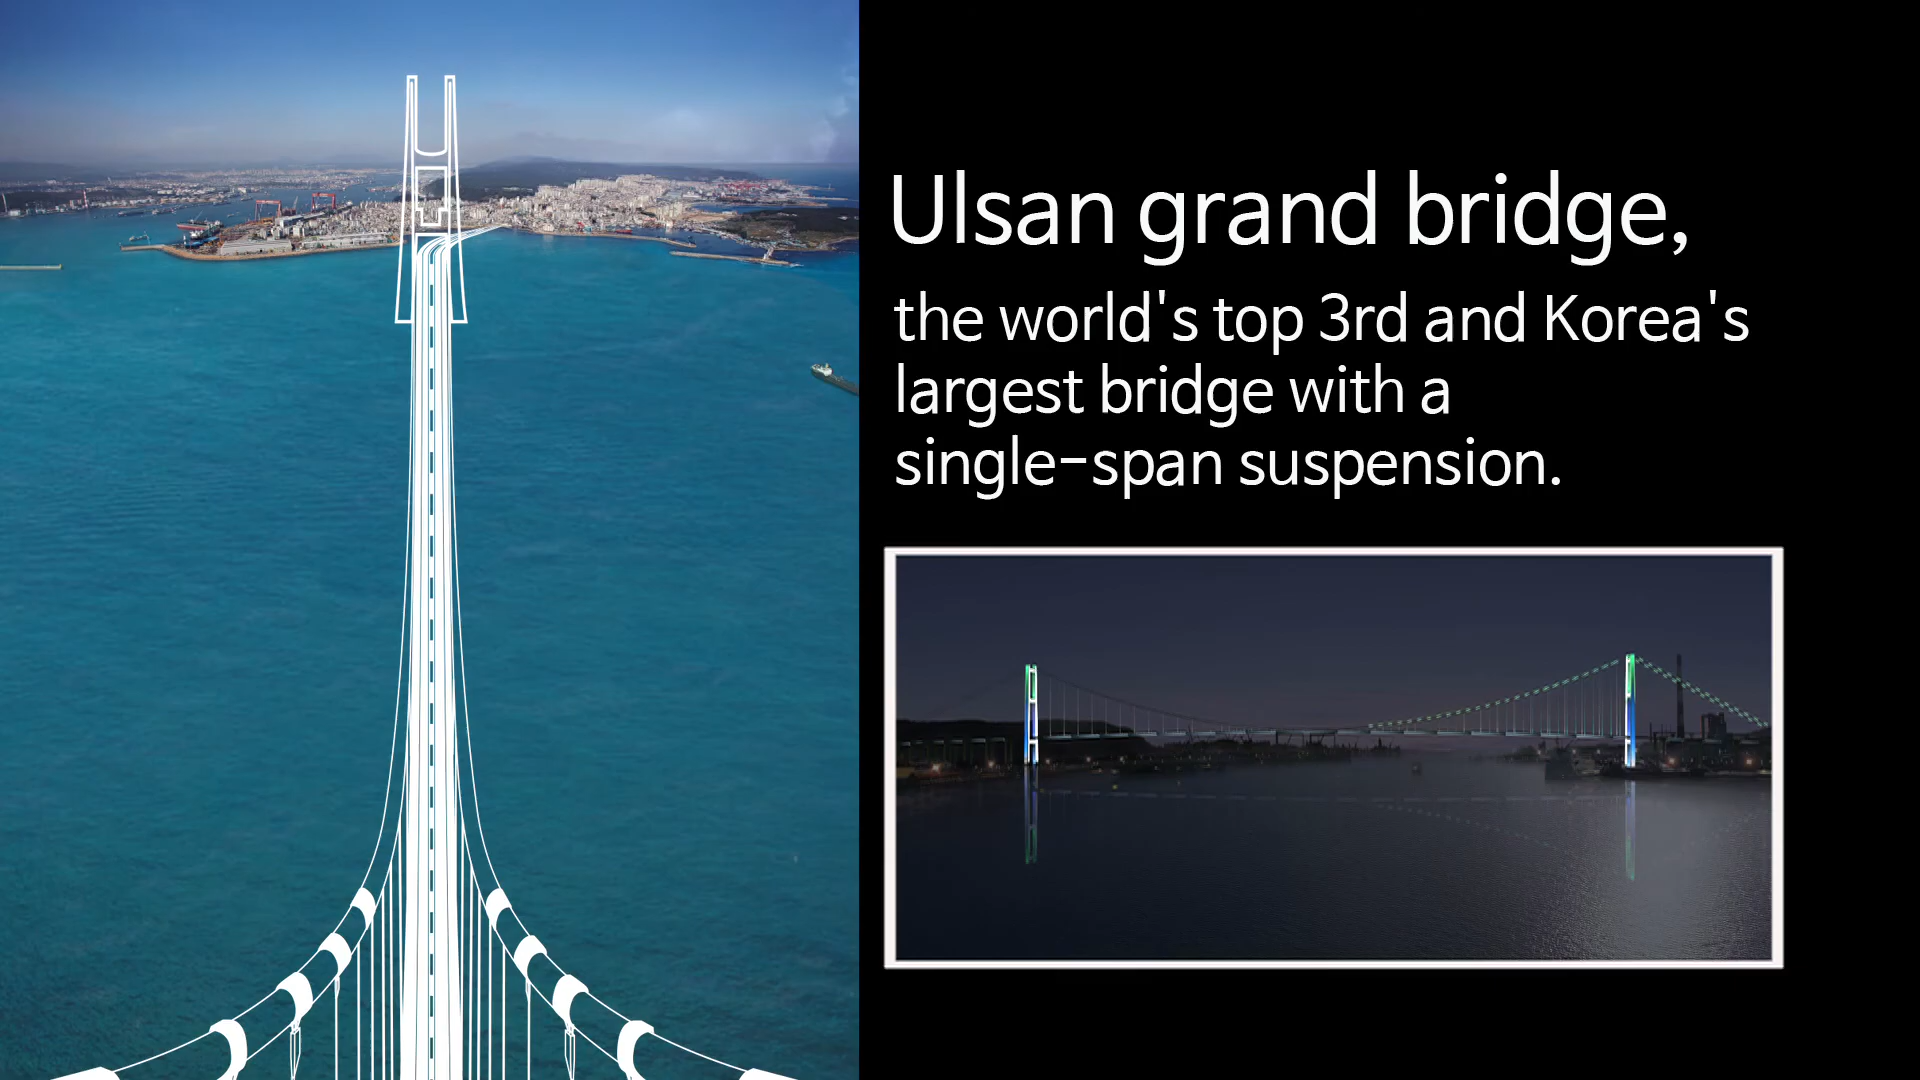 Ulsan grand bridge,
the world's top 3rd and Korea's
largest bridge with a
single-span suspension.